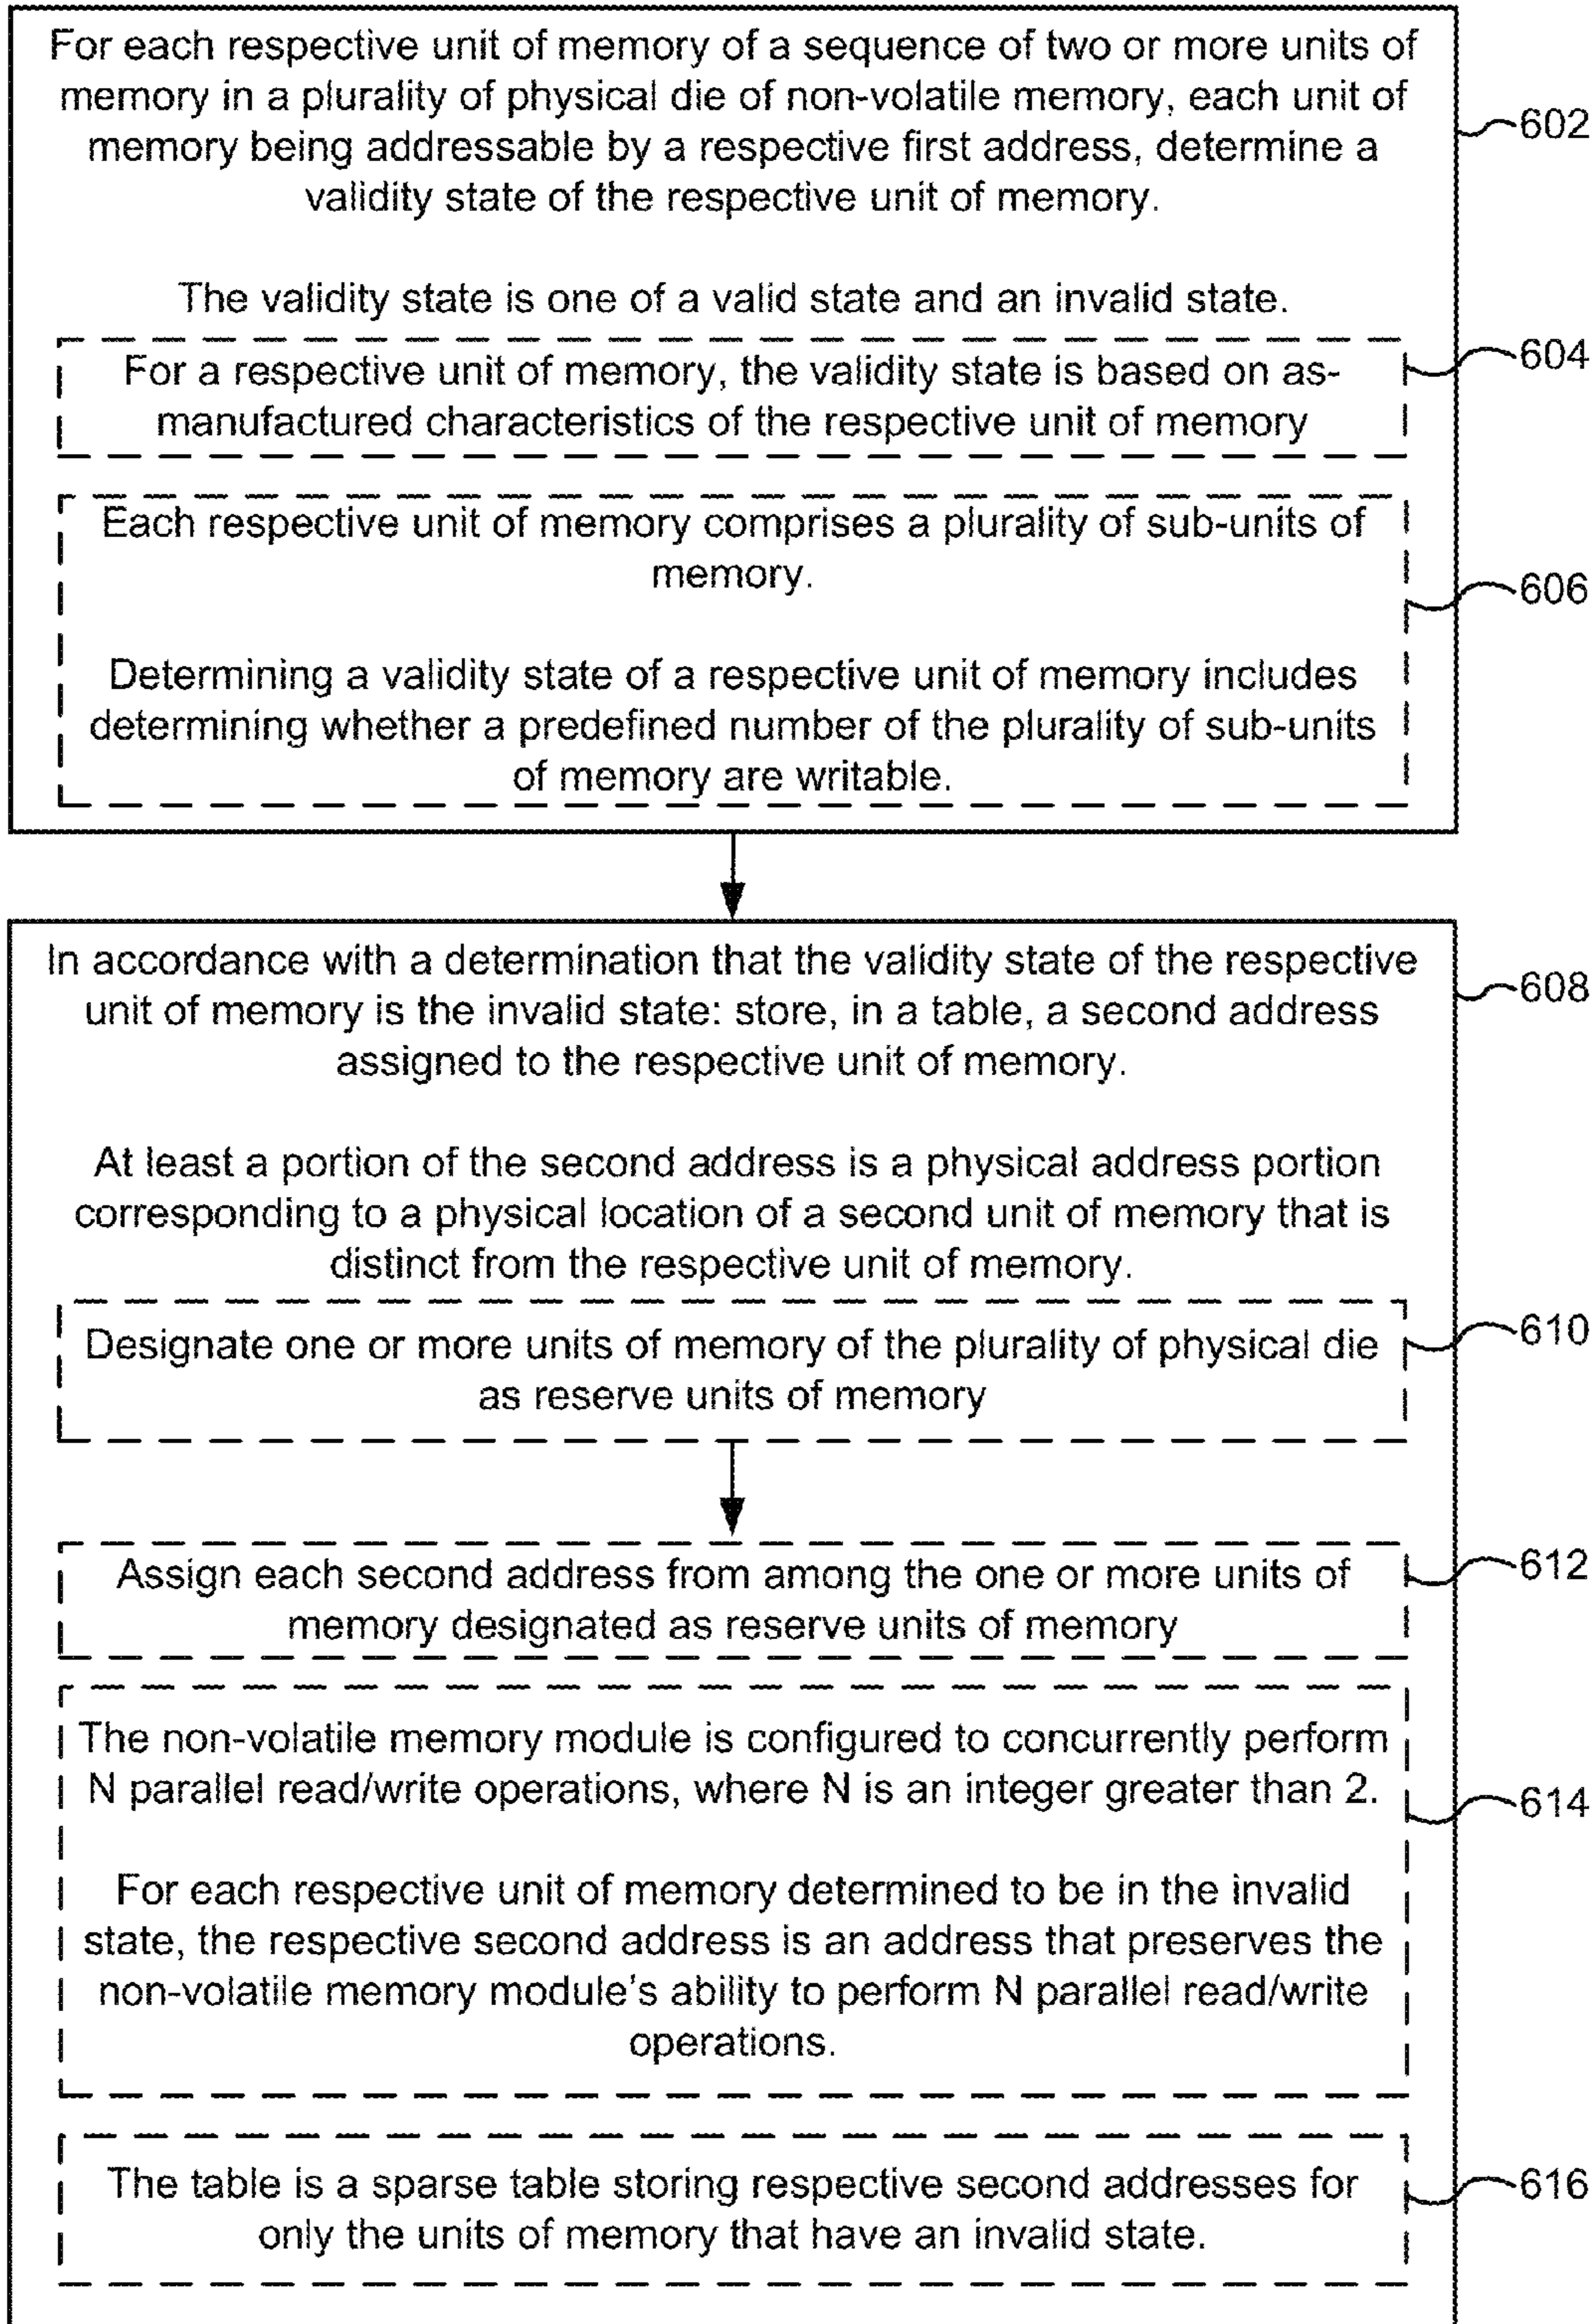 For each respective unit of memory of a sequence of two or more units of
memory in a plurality of physical die of non-volatile memory, each unit of
memory being addressable by a respective first address, determine a
validity state of the respective unit of memory.
602
The validity state is one of a valid state and an invalid state.
For a respective unit of memory, the validity state is based on as-
manufactured characteristics of the respective unit of memory
604
Each respective unit of memory comprises a plurality of sub-units of
memory.
606
Determining a validity state of a respective unit of memory includes
determining whether a predefined number of the plurality of sub-units
of memory are writable.
In accordance with a determination that the validity state of the respective
unit of memory is the invalid state: store, in a table, a second address
assigned to the respective unit of memory.
608
At least a portion of the second address is a physical address portion
corresponding to a physical location of a second unit of memory that is
distinct from the respective unit of memory.
Designate one or more units of memory of the plurality of physical die
as reserve units of memory
610
Assign each second address from among the one or more units of
memory designated as reserve units of memory
612
The non-volatile memory module is configured to concurrently perform
N parallel read/write operations, where N is an integer greater than 2.
614
For each respective unit of memory determined to be in the invalid
state, the respective second address is an address that preserves the
non-volatile memory module's ability to perform N parallel read/write
operations.
The table is a sparse table storing respective second addresses for
only the units of memory that have an invalid state.
616